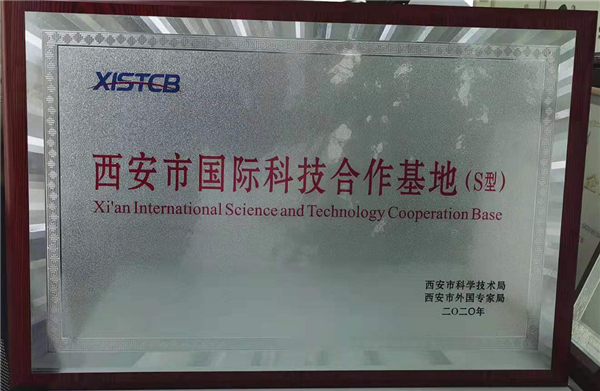 XISTCB
西安市国际科技合作基地(S型)
Xi'an International Science and Technology Cooperation Base
西安市科学技术局
西安市外国专家局
二〇二〇年